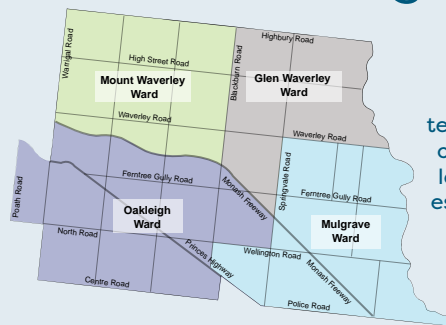 Highbury Road
Warrigal Road
High Street Road
Blackburn Road
Mount Waverley
Ward
Glen Waverley
Ward
Waverley Road
Waverley Road
Springvale Road
Ferntree Gully Road
Monash Freeway
Ferntree Gully Road
Poath Road
Oakleigh
Ward
Mulgrave
Ward
North Road
Princes Highway
Wellington Road
Monash Freeway
Centre Road
Police Road